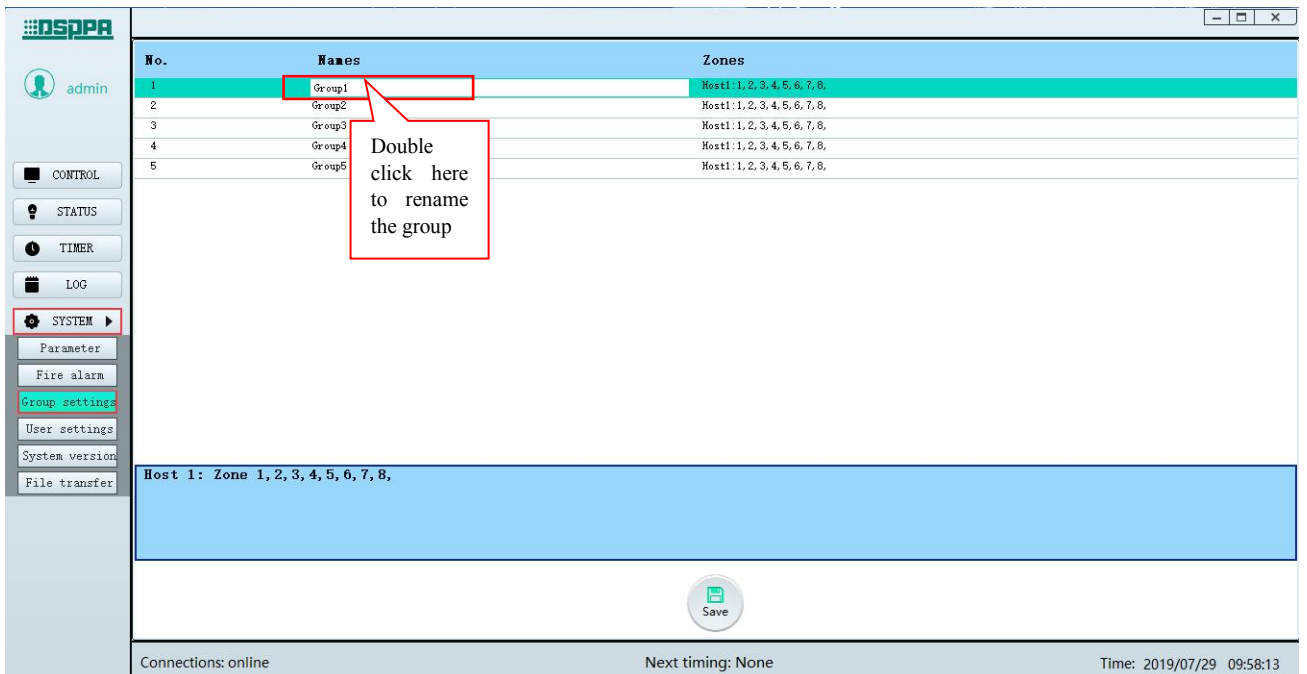 DSPPA
admin
CONTROL
STATUS
TIMER
LOG
SYSTEM
Parameter
Fire alarm
Group settings
User settings
System version
File transfer
No. Names Zones
1 Group1 Host1:1,2,3,4,5,6,7,8,
2 Group2 Host1:1,2,3,4,5,6,7,8,
3 Group3 Host1:1,2,3,4,5,6,7,8,
4 Group4 Host1:1,2,3,4,5,6,7,8,
5 Group5 Host1:1,2,3,4,5,6,7,8,
Double
click here
to rename
the group
Host 1: Zone 1,2,3,4,5,6,7,8,
Save
Connections: online Next timing: None Time: 2019/07/29 09:58:13